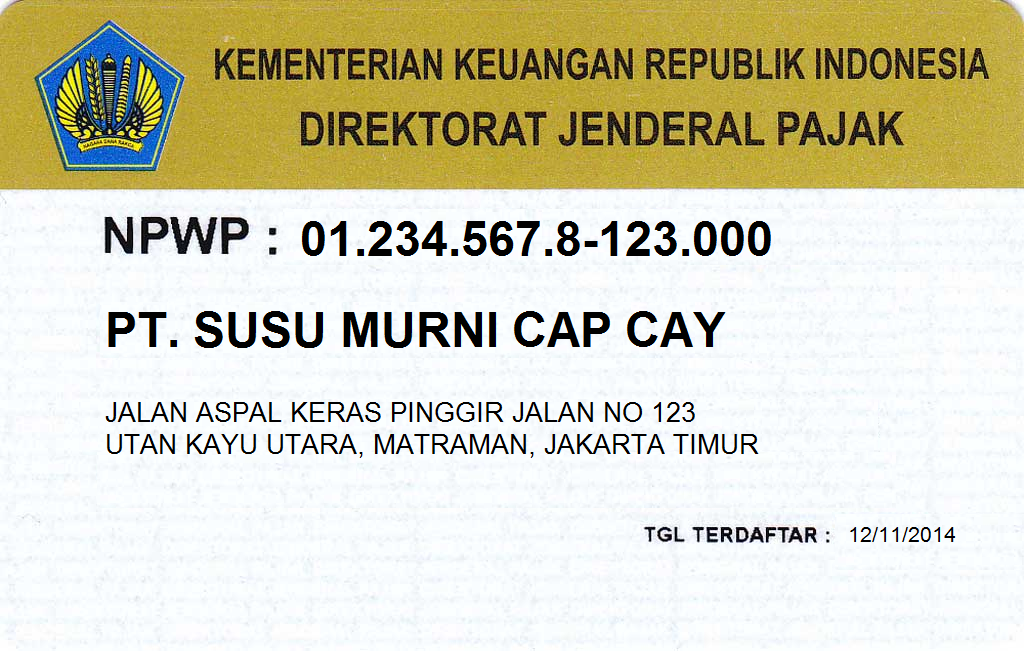 KEMENTERIAN KEUANGAN REPUBLIK INDONESIA
DIREKTORAT JENDERAL PAJAK
NAGARA DANA RAKCA
NPWP : 01.234.567.8-123.000
PT. SUSU MURNI CAP CAY
JALAN ASPAL KERAS PINGGIR JALAN NO 123
UTAN KAYU UTARA, MATRAMAN, JAKARTA TIMUR
TGL TERDAFTAR : 12/11/2014